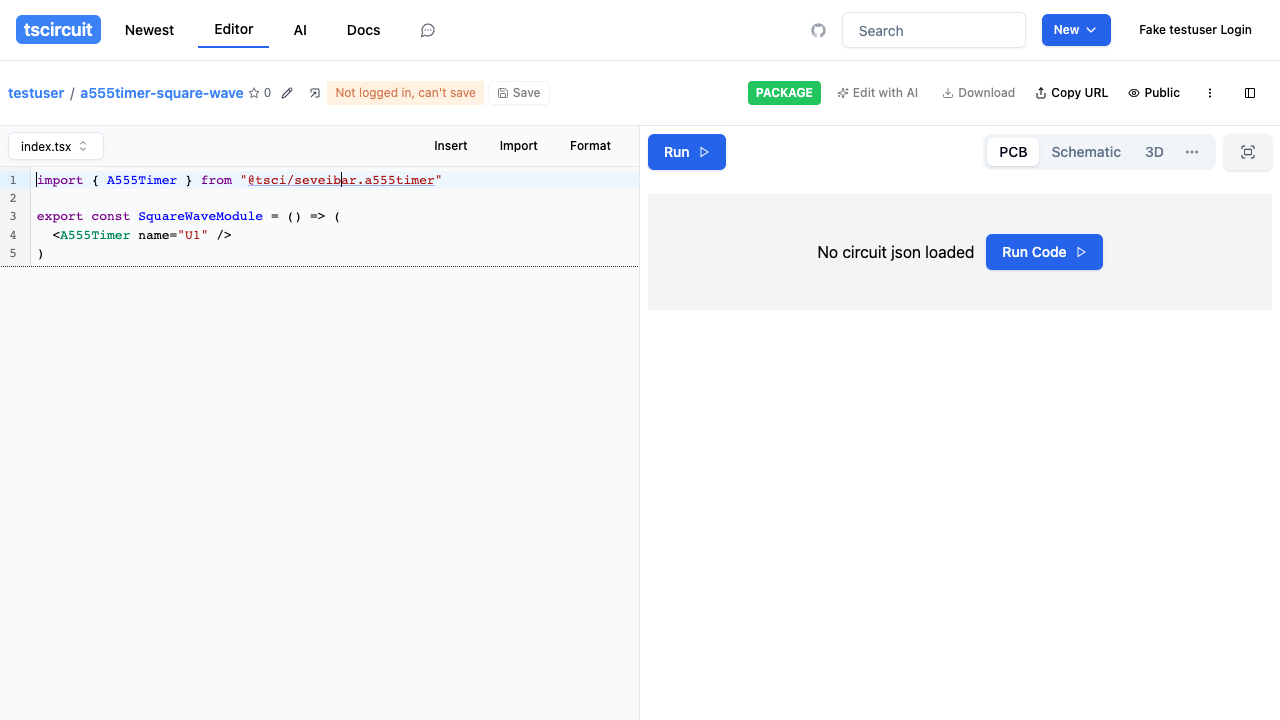 tscircuit Newest Editor AI Docs Search New Fake testuser Login
testuser / a555timer-square-wave 0 Not logged in, can't save Save PACKAGE Edit with AI Download Copy URL Public
index.tsx Insert Import Format Run PCB Schematic 3D
1 import { A555Timer } from "@tsci/seveibar.a555timer"
2
3 export const SquareWaveModule = () => (
4 <A555Timer name="U1" />
5 )
No circuit json loaded Run Code